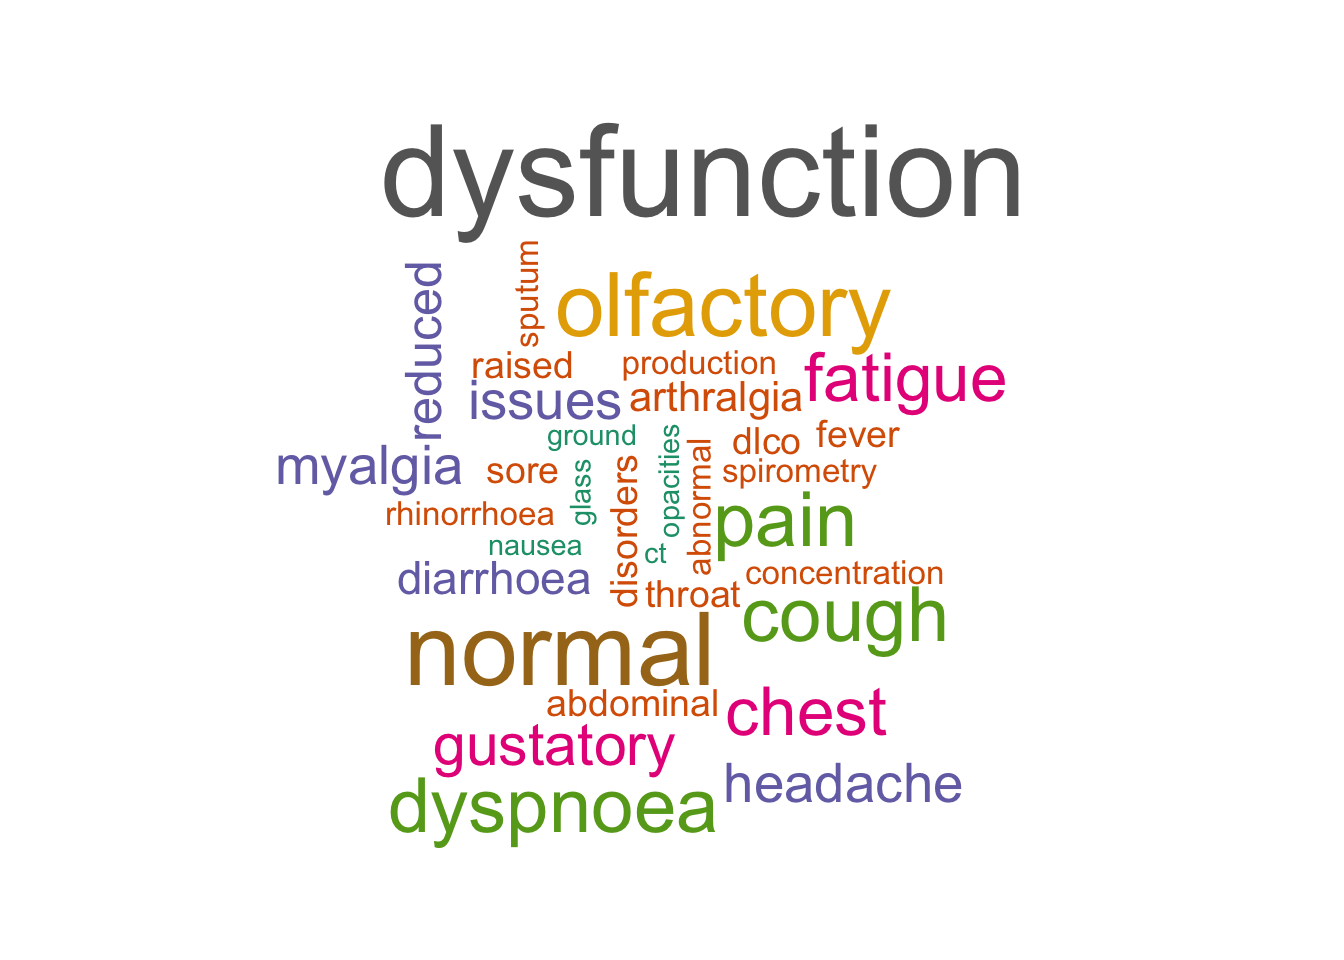 dysfunction
sputum
olfactory
reduced
raised
production
fatigue
issues
arthralgia
ground
opacities
dlco
fever
myalgia
sore
glass
disorders
abnormal
spirometry
rhinorrhoea
pain
nausea
ct
diarrhoea
throat
concentration
cough
normal
abdominal
chest
gustatory
headache
dyspnoea